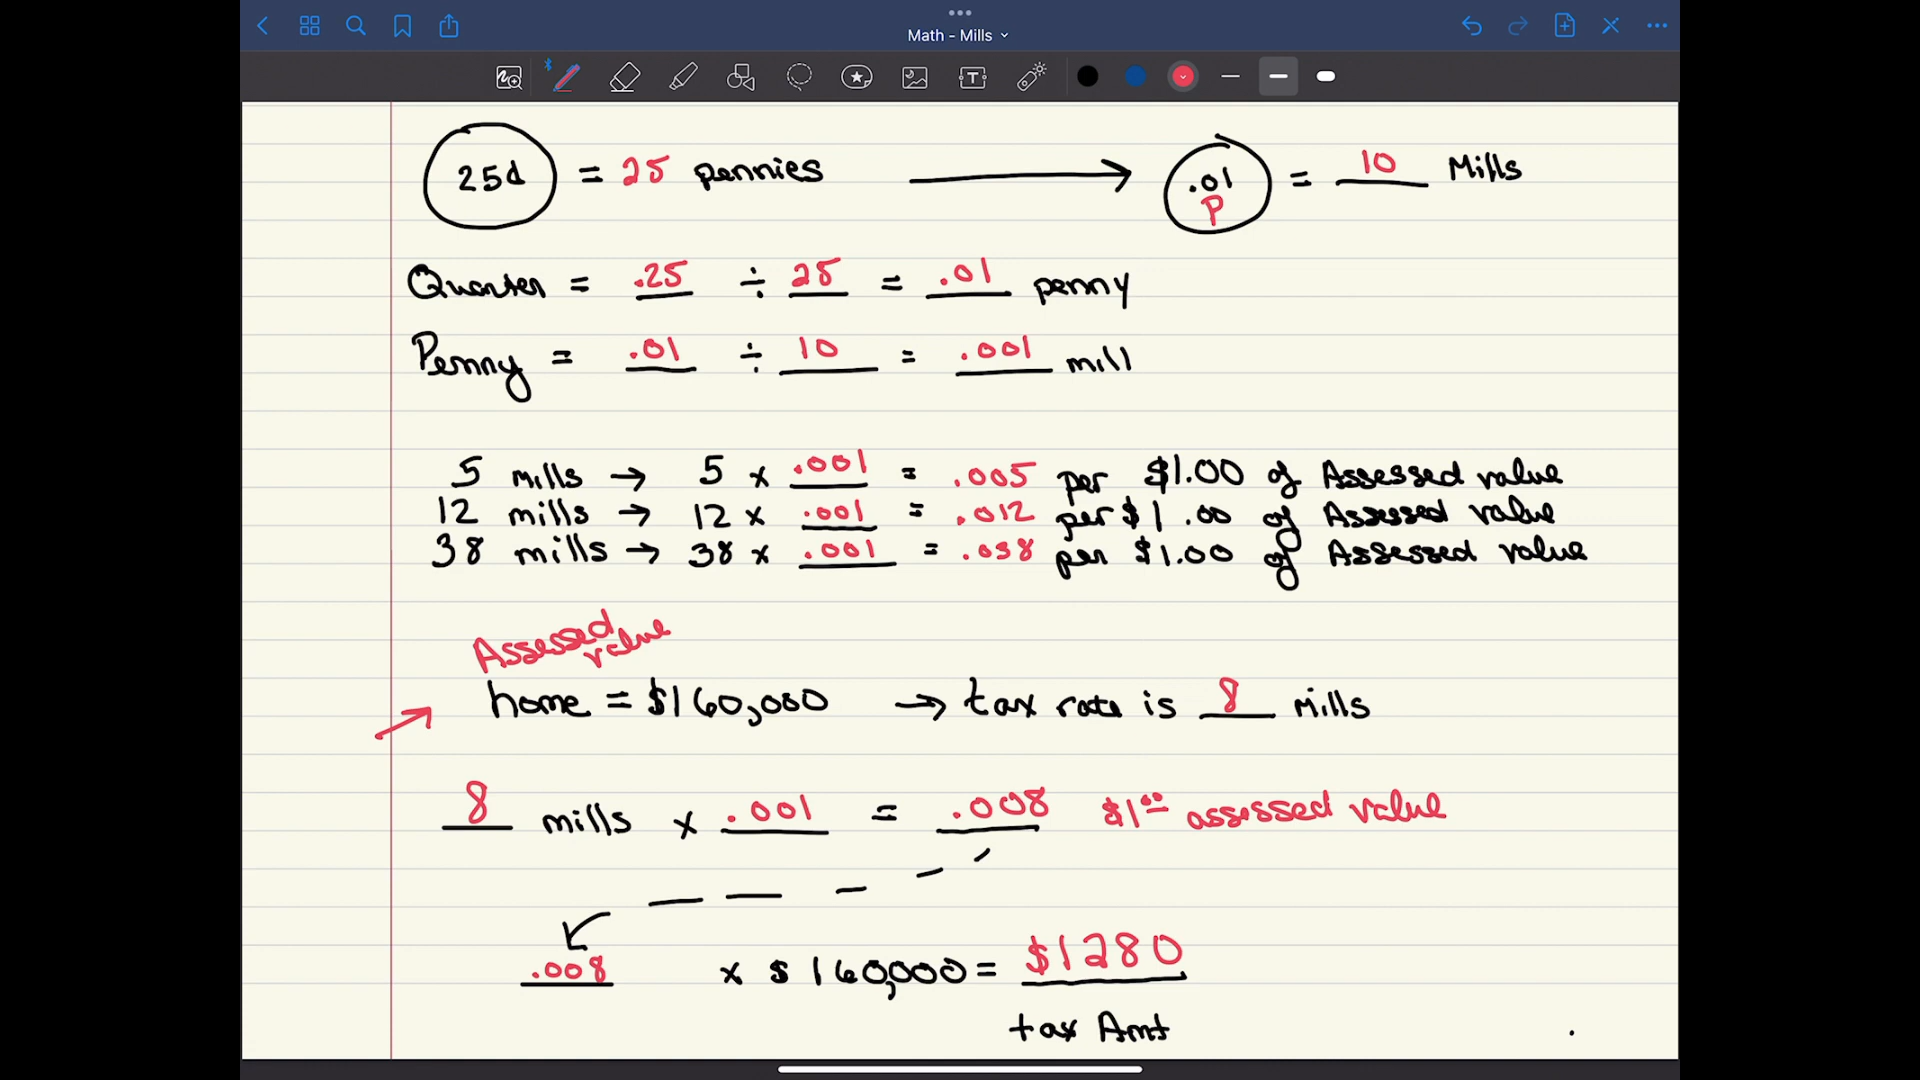 Math - Mills
25¢ = 25 pennies → .01 P = 10 Mills
Quarter = .25 ÷ 25 = .01 penny
Penny = .01 ÷ 10 = .001 mill
5 mills → 5 x .001 = .005 per $1.00 of Assessed value
12 mills → 12 x .001 = .012 per $1.00 of Assessed value
38 mills → 38 x .001 = .038 per $1.00 of Assessed value
Assessed value
home = $160,000 → tax rate is 8 mills
8 mills x .001 = .008 $1.00 assessed value
.008 x $160,000 = $1280
tax Amt